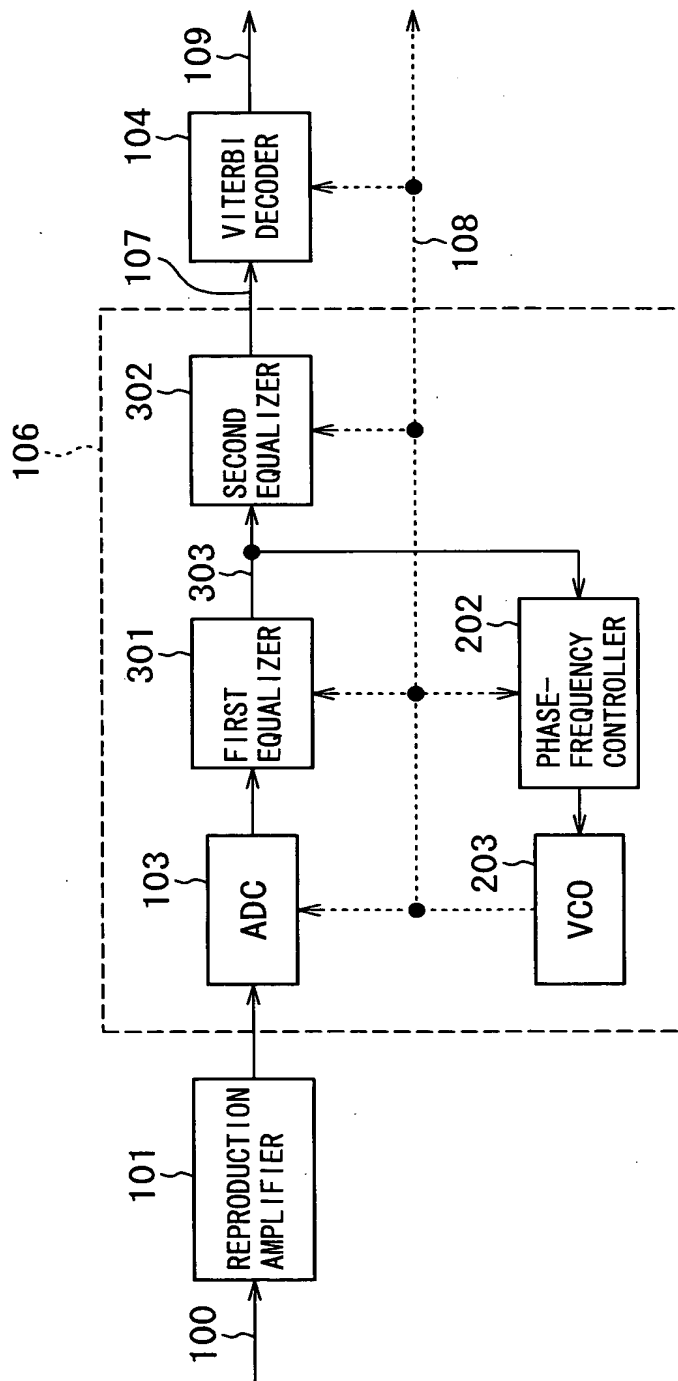 106
100
101
REPRODUCTION
AMPLIFIER
103
ADC
301
FIRST
EQUALIZER
303
302
SECOND
EQUALIZER
107
104
VITERBI
DECODER
109
108
203
VCO
202
PHASE-
FREQUENCY
CONTROLLER